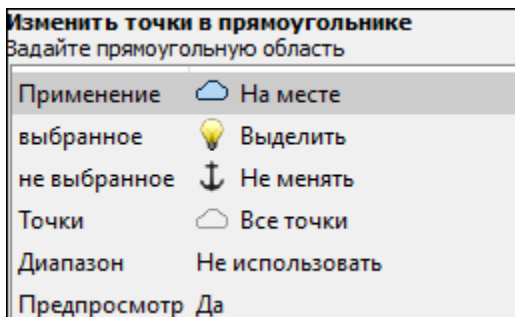 Изменить точки в прямоугольнике
Задайте прямоугольную область
Применение На месте
выбранное Выделить
не выбранное Не менять
Точки Все точки
Диапазон Не использовать
Предпросмотр Да